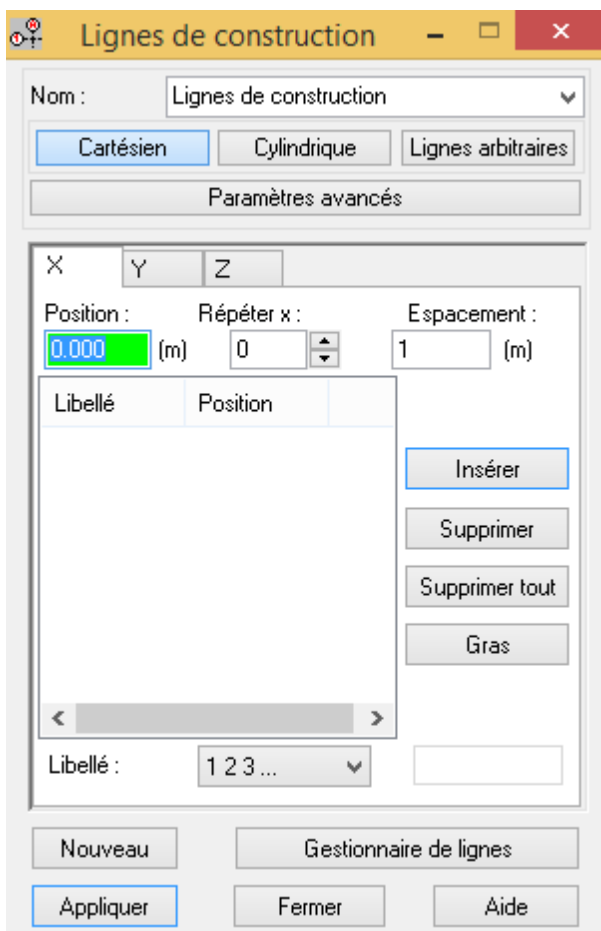 Lignes de construction
Nom : Lignes de construction
Cartésien Cylindrique Lignes arbitraires
Paramètres avancés
X Y Z
Position : Répéter x : Espacement :
0.000 (m) 0 1 (m)
Libellé Position
Insérer
Supprimer
Supprimer tout
Gras
Libellé : 1 2 3 ...
Nouveau Gestionnaire de lignes
Appliquer Fermer Aide